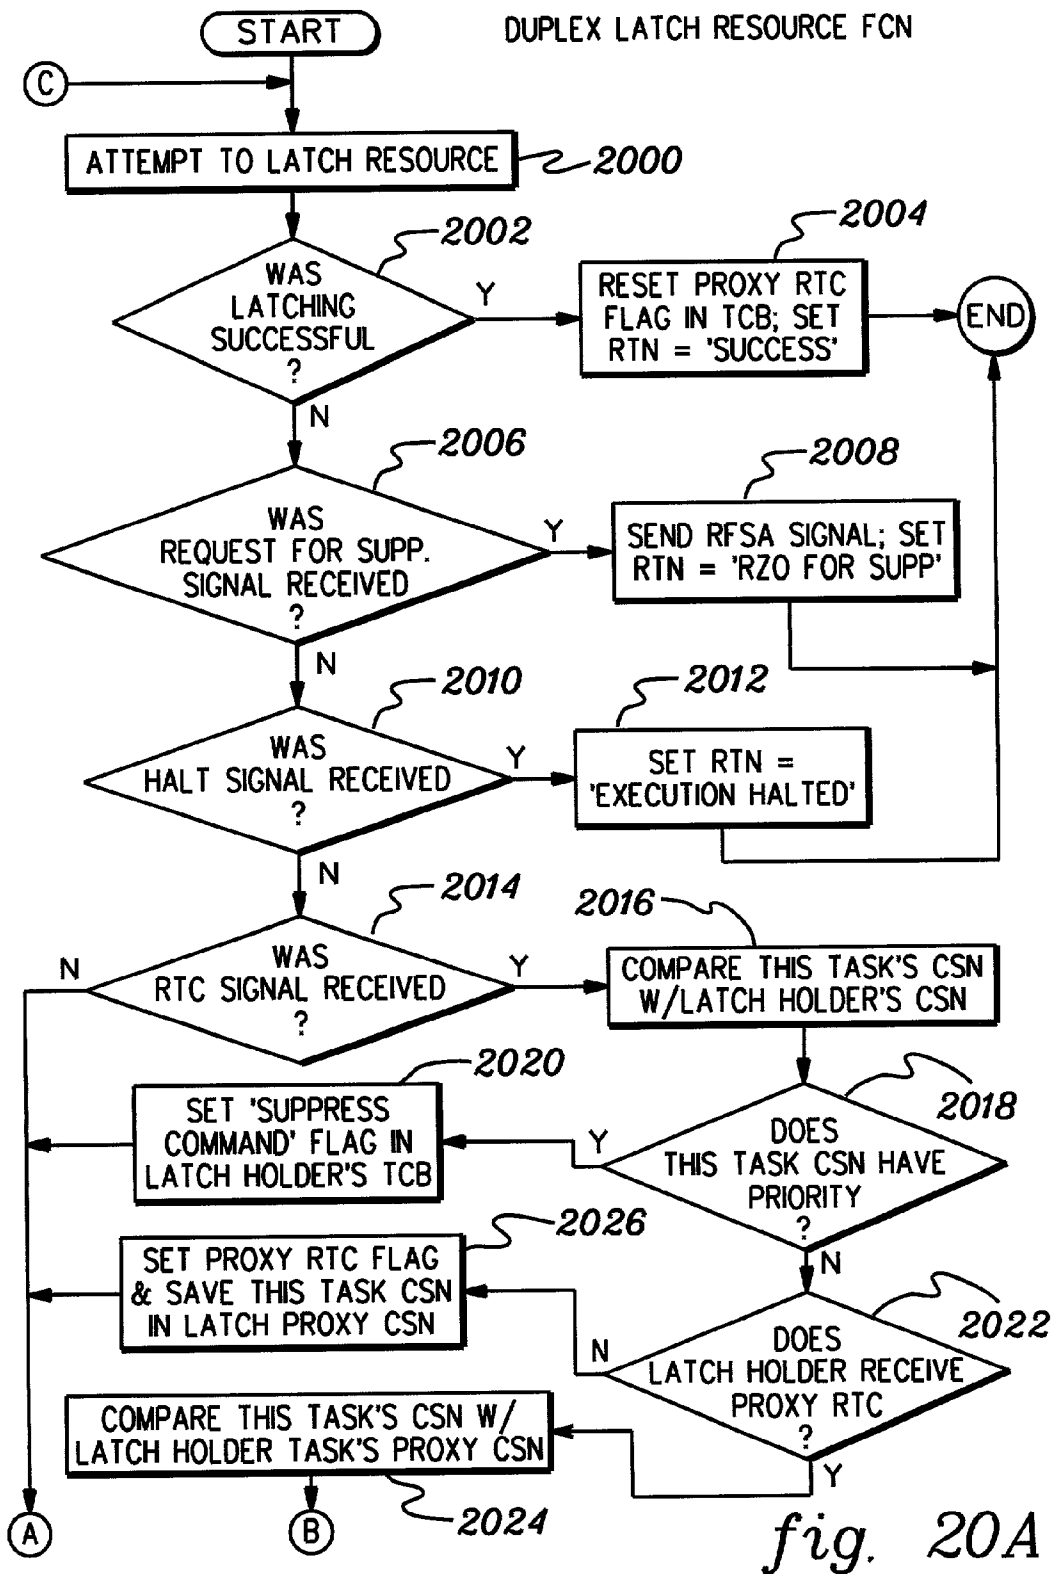 START
DUPLEX LATCH RESOURCE FCN
C
ATTEMPT TO LATCH RESOURCE
2000
2002
WAS
LATCHING
SUCCESSFUL
?
Y
N
2004
RESET PROXY RTC
FLAG IN TCB; SET
RTN = 'SUCCESS'
END
2006
WAS
REQUEST FOR SUPP.
SIGNAL RECEIVED
?
Y
N
2008
SEND RFSA SIGNAL; SET
RTN = 'RZO FOR SUPP'
2010
WAS
HALT SIGNAL RECEIVED
?
Y
N
2012
SET RTN =
'EXECUTION HALTED'
2014
WAS
RTC SIGNAL RECEIVED
?
N
Y
2016
COMPARE THIS TASK'S CSN
W/LATCH HOLDER'S CSN
2018
DOES
THIS TASK CSN HAVE
PRIORITY
?
Y
N
2020
SET 'SUPPRESS
COMMAND' FLAG IN
LATCH HOLDER'S TCB
2022
DOES
LATCH HOLDER RECEIVE
PROXY RTC
?
N
Y
2026
SET PROXY RTC FLAG
& SAVE THIS TASK CSN
IN LATCH PROXY CSN
COMPARE THIS TASK'S CSN W/
LATCH HOLDER TASK'S PROXY CSN
2024
A
B
fig. 20A